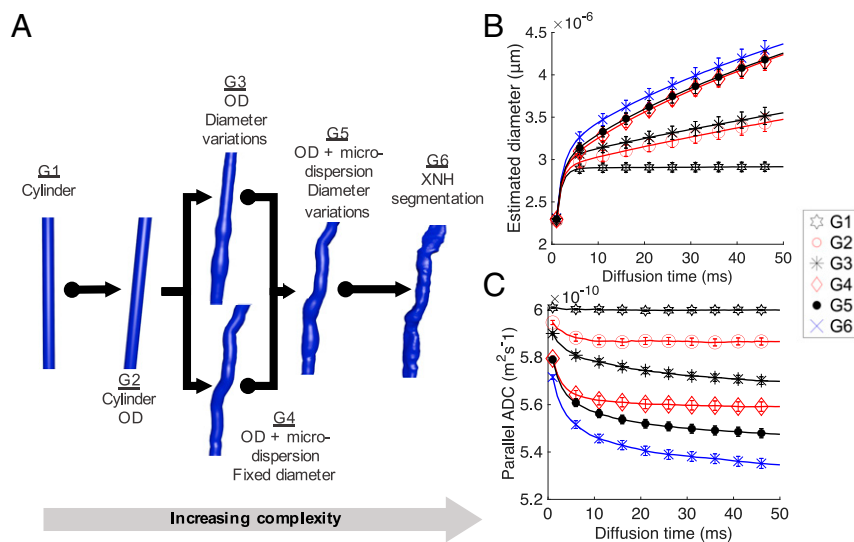 A
G1
Cylinder
G2
Cylinder
OD
G3
OD
Diameter
variations
G4
OD + micro-
dispersion
Fixed diameter
G5
OD + micro-
dispersion
Diameter
variations
G6
XNH
segmentation
Increasing complexity
B
×10⁻⁶
4.5
4
3.5
3
2.5
2
Estimated diameter (μm)
0 10 20 30 40 50
Diffusion time (ms)
C
×10⁻¹⁰
6
5.8
5.6
5.4
5.2
Parallel ADC (m²s⁻¹)
0 10 20 30 40 50
Diffusion time (ms)
G1
G2
G3
G4
G5
G6